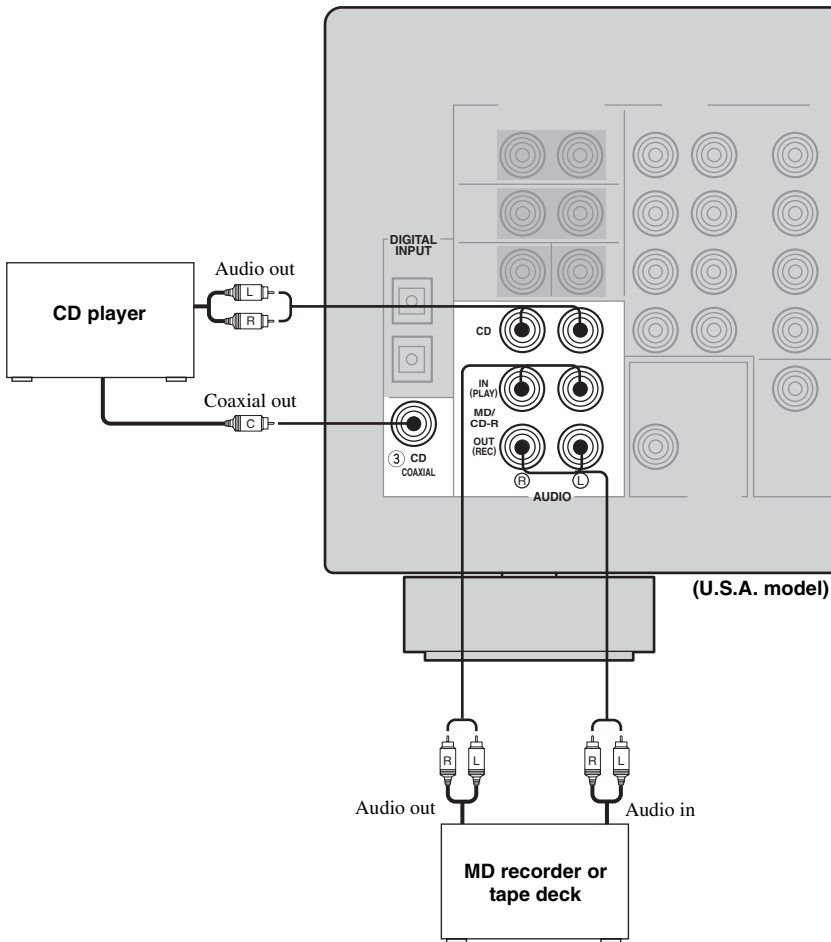 DIGITAL
INPUT
Audio out
L
R
CD player
CD
IN
(PLAY)
MD/
CD-R
OUT
(REC)
Coaxial out
C
3 CD
COAXIAL
R L
AUDIO
(U.S.A. model)
R L
R L
Audio out
Audio in
MD recorder or
tape deck